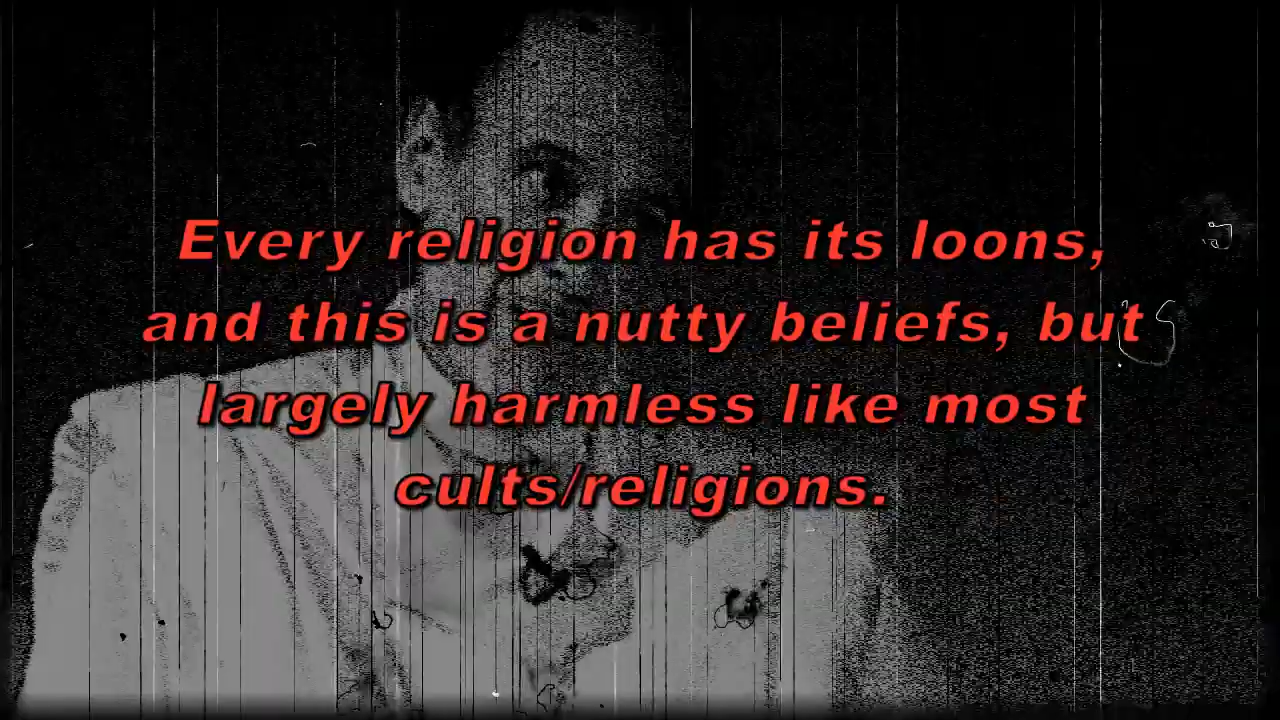 Every religion has its loons,
and this is a nutty beliefs, but
largely harmless like most
cults/religions.